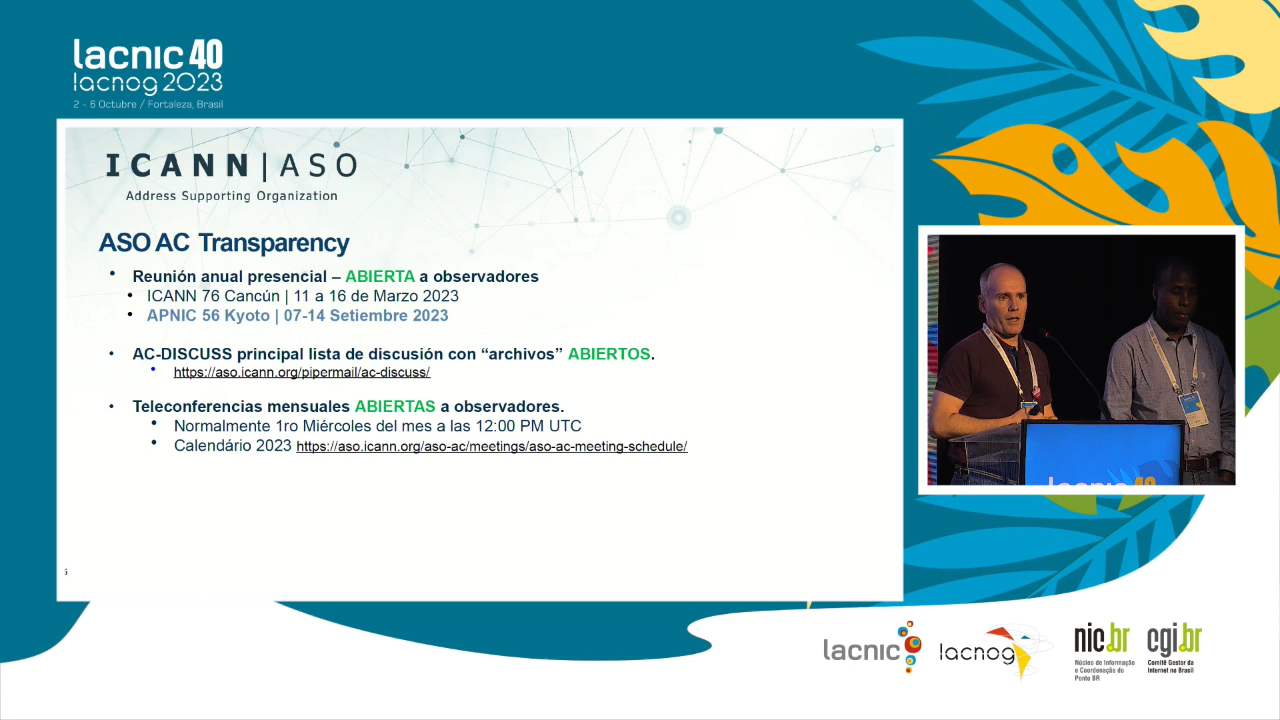 lacnic 40
lacnog 2023
2 - 6 Octubre / Fortaleza, Brasil
ICANN|ASO
Address Supporting Organization
ASO AC Transparency
• Reunión anual presencial – ABIERTA a observadores
• ICANN 76 Cancún | 11 a 16 de Marzo 2023
• APNIC 56 Kyoto | 07-14 Setiembre 2023
• AC-DISCUSS principal lista de discusión con “archivos” ABIERTOS.
• https://aso.icann.org/pipermail/ac-discuss/
• Teleconferencias mensuales ABIERTAS a observadores.
• Normalmente 1ro Miércoles del mes a las 12:00 PM UTC
• Calendário 2023 https://aso.icann.org/aso-ac/meetings/aso-ac-meeting-schedule/
lacnic 40
lacnic
lacnog
nic.br
Núcleo de Informação
e Coordenação do
Ponto BR
cgi.br
Comitê Gestor da
Internet no Brasil